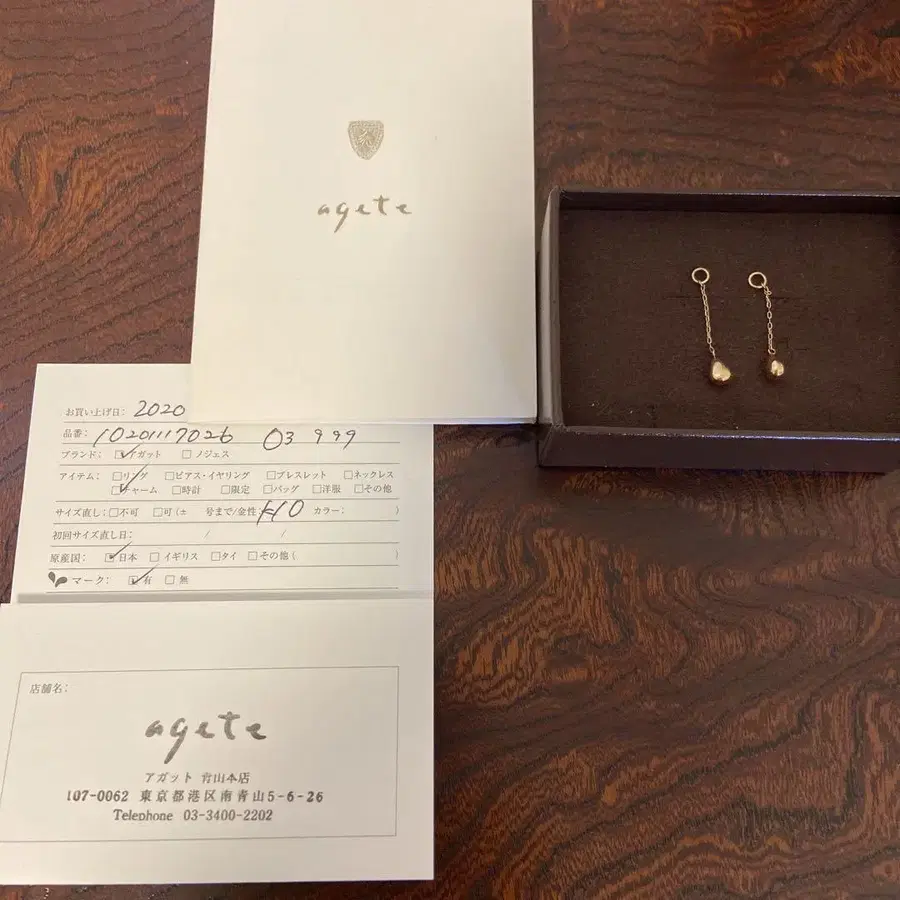 agete
お買い上げ日: 2020
品番: 10201117026 03 999
ブランド: ☑アガット □ノジェス
アイテム: □リング □ピアス・イヤリング □ブレスレット □ネックレス
☑チャーム □時計 □限定 □バッグ □洋服 □その他
サイズ直し: □不可 □可(± 号まで/金性: K10 カラー: )
初回サイズ直し日: / /
原産国: ☑日本 □イギリス □タイ □その他( )
マーク: ☑有 □無
店舗名:
agete
アガット 青山本店
107-0062 東京都港区南青山5-6-26
Telephone 03-3400-2202